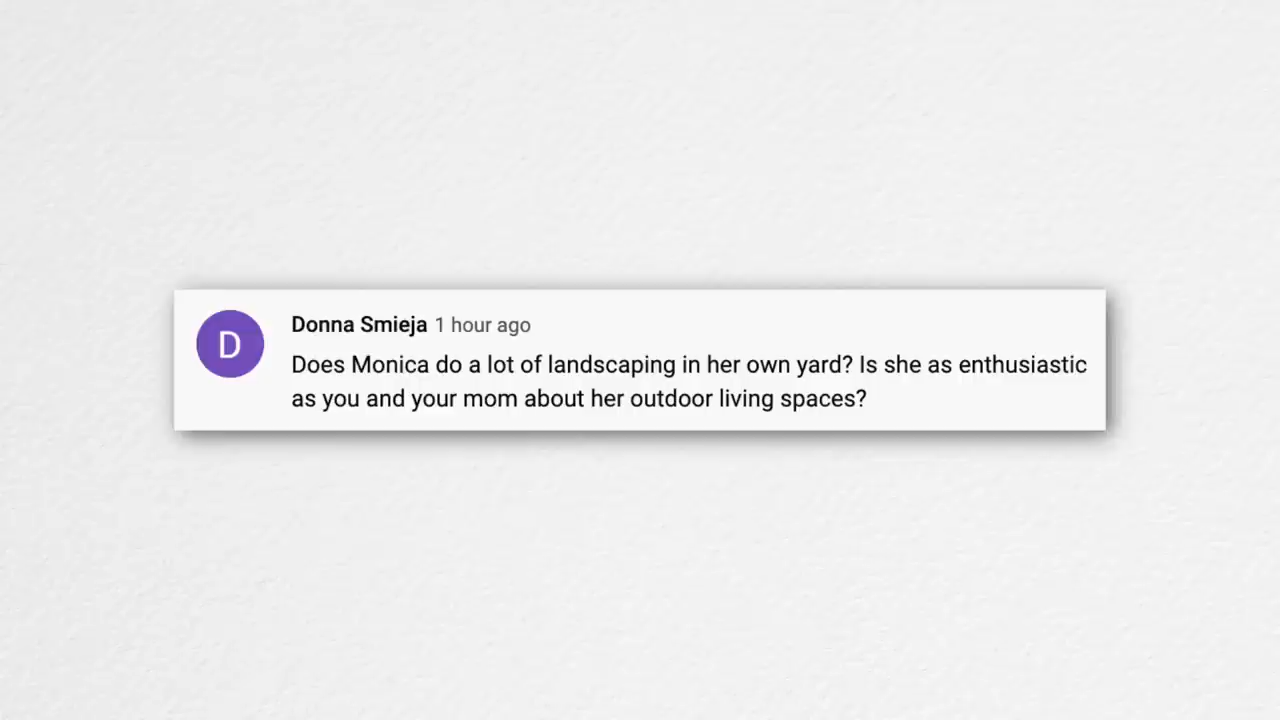 D
Donna Smieja 1 hour ago
Does Monica do a lot of landscaping in her own yard? Is she as enthusiastic
as you and your mom about her outdoor living spaces?